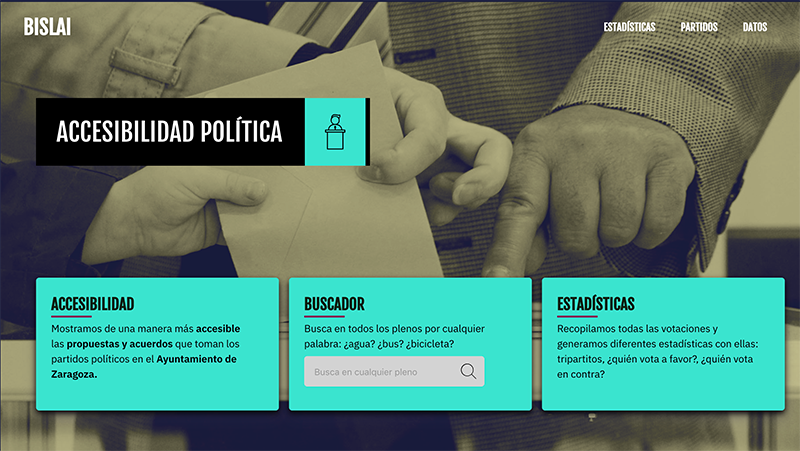 BISLAI
ESTADÍSTICAS PARTIDOS DATOS
ACCESIBILIDAD POLÍTICA
ACCESIBILIDAD
Mostramos de una manera más accesible
las propuestas y acuerdos que toman los
partidos políticos en el Ayuntamiento de
Zaragoza.
BUSCADOR
Busca en todos los plenos por cualquier
palabra: ¿agua? ¿bus? ¿bicicleta?
Busca en cualquier pleno
ESTADÍSTICAS
Recopilamos todas las votaciones y
generamos diferentes estadísticas con ellas:
tripartitos, ¿quién vota a favor?, ¿quién vota
en contra?